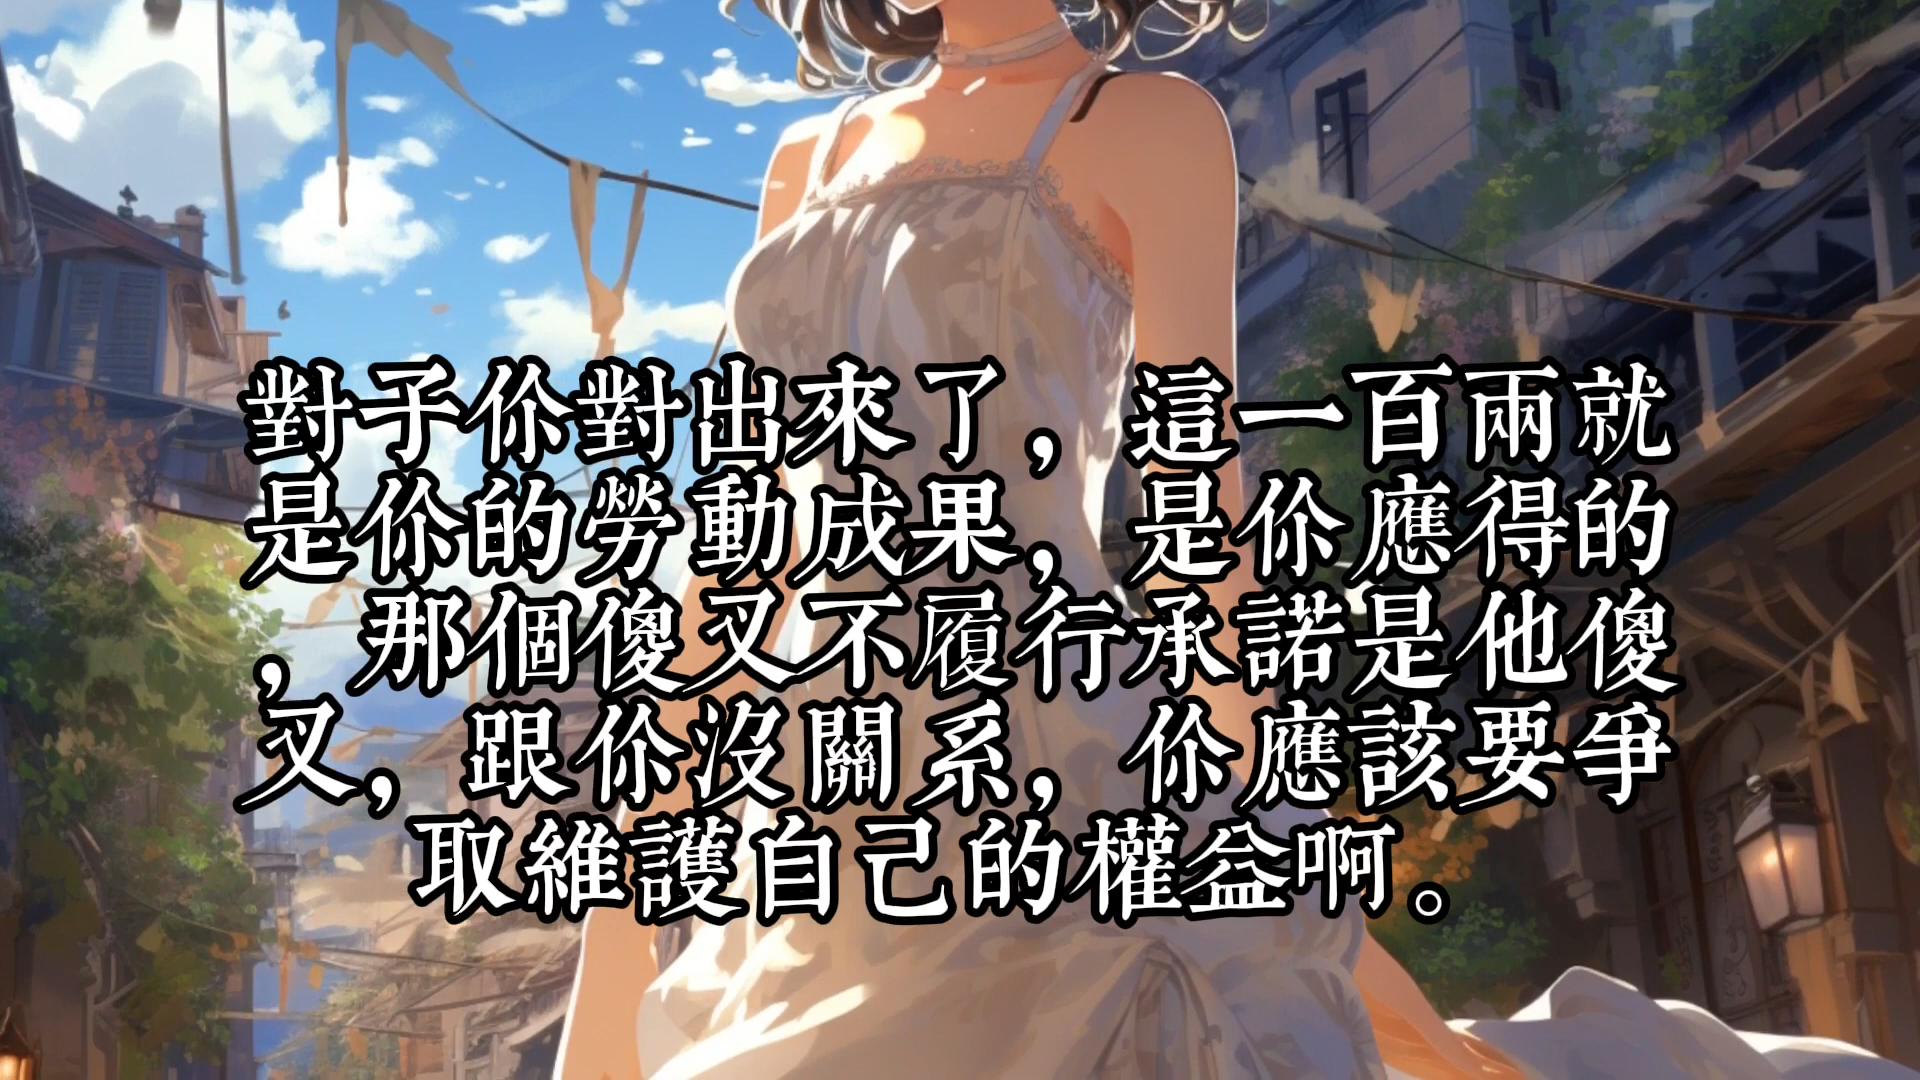 對子你對出來了，這一百兩就
是你的勞動成果，是你應得的
，那個傻叉不履行承諾是他傻
叉，跟你沒關系，你應該要爭
取維護自己的權益啊。